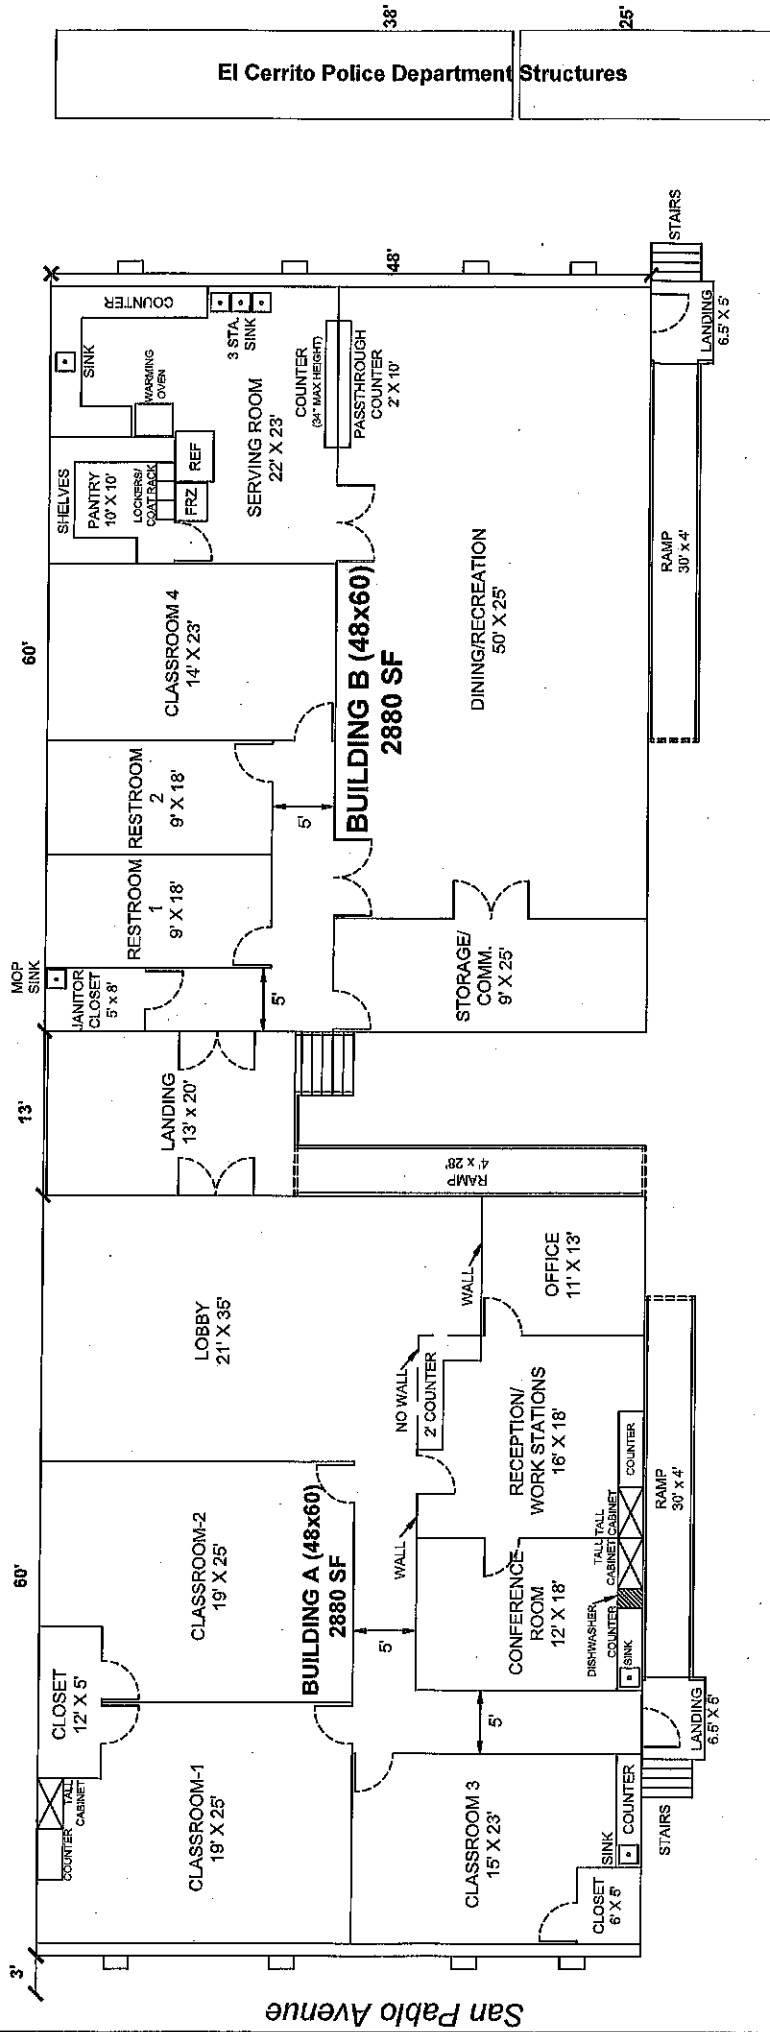 El Cerrito Police Department Structures
38'
25'
60'
13'
60'
3'
48'
STAIRS
LANDING
6.5' X 5'
RAMP
30' x 4'
COUNTER
SINK
3 STA.
SINK
WARMING
OVEN
SHELVES
PANTRY
10' X 10'
LOCKERS/
COAT RACK
REF
FRZ
SERVING ROOM
22' X 23'
COUNTER
(34" MAX HEIGHT)
PASSTHROUGH
COUNTER
2' X 10'
CLASSROOM 4
14' X 23'
BUILDING B (48x60)
2880 SF
DINING/RECREATION
50' X 25'
RESTROOM
2
9' X 18'
RESTROOM
1
9' X 18'
5'
MOP
SINK
JANITOR
CLOSET
5' x 8'
5'
STORAGE/
COMM.
9' X 25'
LANDING
13' x 20'
RAMP
4' x 28'
LOBBY
21' X 35'
WALL
OFFICE
11' X 13'
NO WALL
2' COUNTER
RECEPTION/
WORK STATIONS
16' X 18'
COUNTER
TALL
CABINET
TALL
CABINET
RAMP
30' x 4'
CLASSROOM-2
19' X 25'
BUILDING A (48x60)
2880 SF
WALL
5'
CONFERENCE
ROOM
12' X 18'
DISHWASHER
COUNTER
SINK
CLOSET
12' X 5'
5'
LANDING
6.5' X 5'
TALL
CABINET
COUNTER
CLASSROOM-1
19' X 25'
CLASSROOM 3
15' X 23'
SINK
COUNTER
STAIRS
CLOSET
6' X 5'
San Pablo Avenue